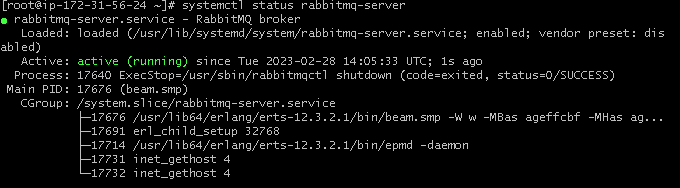 [root@ip-172-31-56-24 ~]# systemctl status rabbitmq-server
● rabbitmq-server.service - RabbitMQ broker
Loaded: loaded (/usr/lib/systemd/system/rabbitmq-server.service; enabled; vendor preset: dis
abled)
Active: active (running) since Tue 2023-02-28 14:05:33 UTC; 1s ago
Process: 17640 ExecStop=/usr/sbin/rabbitmqctl shutdown (code=exited, status=0/SUCCESS)
Main PID: 17676 (beam.smp)
CGroup: /system.slice/rabbitmq-server.service
├─17676 /usr/lib64/erlang/erts-12.3.2.1/bin/beam.smp -W w -MBas ageffcbf -MHas ag...
├─17691 erl_child_setup 32768
├─17714 /usr/lib64/erlang/erts-12.3.2.1/bin/epmd -daemon
├─17731 inet_gethost 4
└─17732 inet_gethost 4